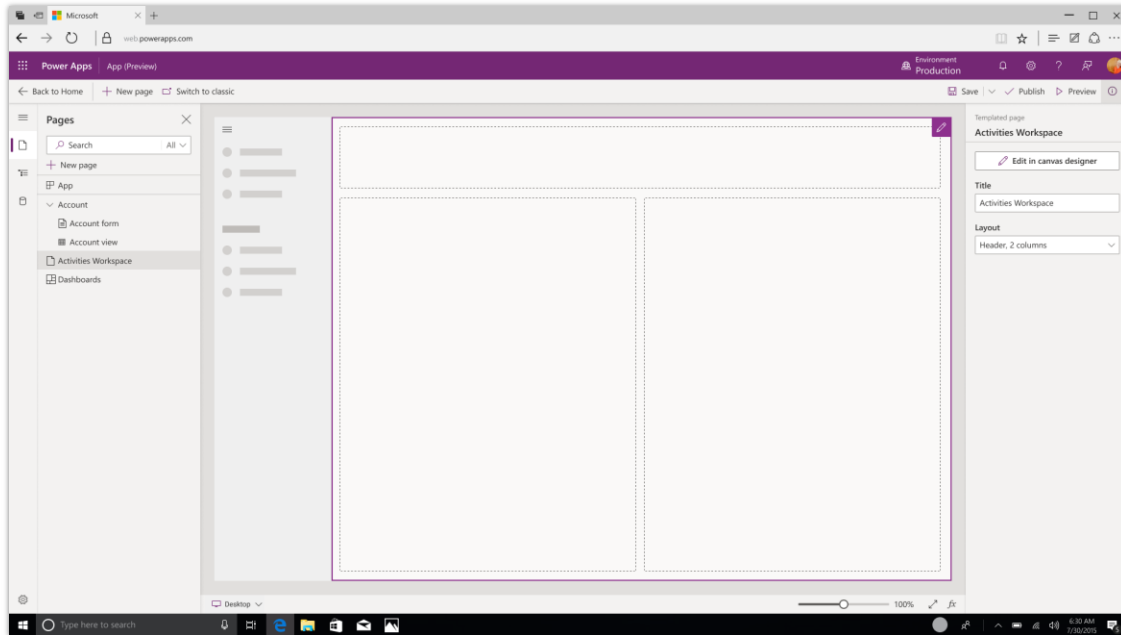 Microsoft
web.powerapps.com
Power Apps App (Preview)
Environment
Production
Back to Home New page Switch to classic Save Publish Preview
Pages
Search All
New page
App
Account
Account form
Account view
Activities Workspace
Dashboards
Templated page
Activities Workspace
Edit in canvas designer
Title
Activities Workspace
Layout
Header, 2 columns
Desktop 100% fx
Type here to search
6:30 AM
7/30/2015